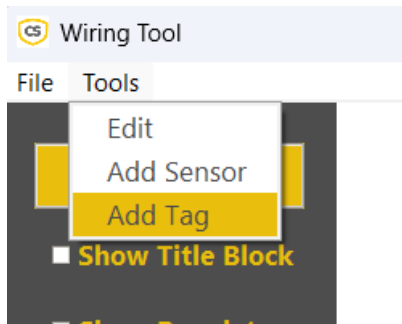 CS Wiring Tool
File Tools
Edit
Add Sensor
Add Tag
Show Title Block